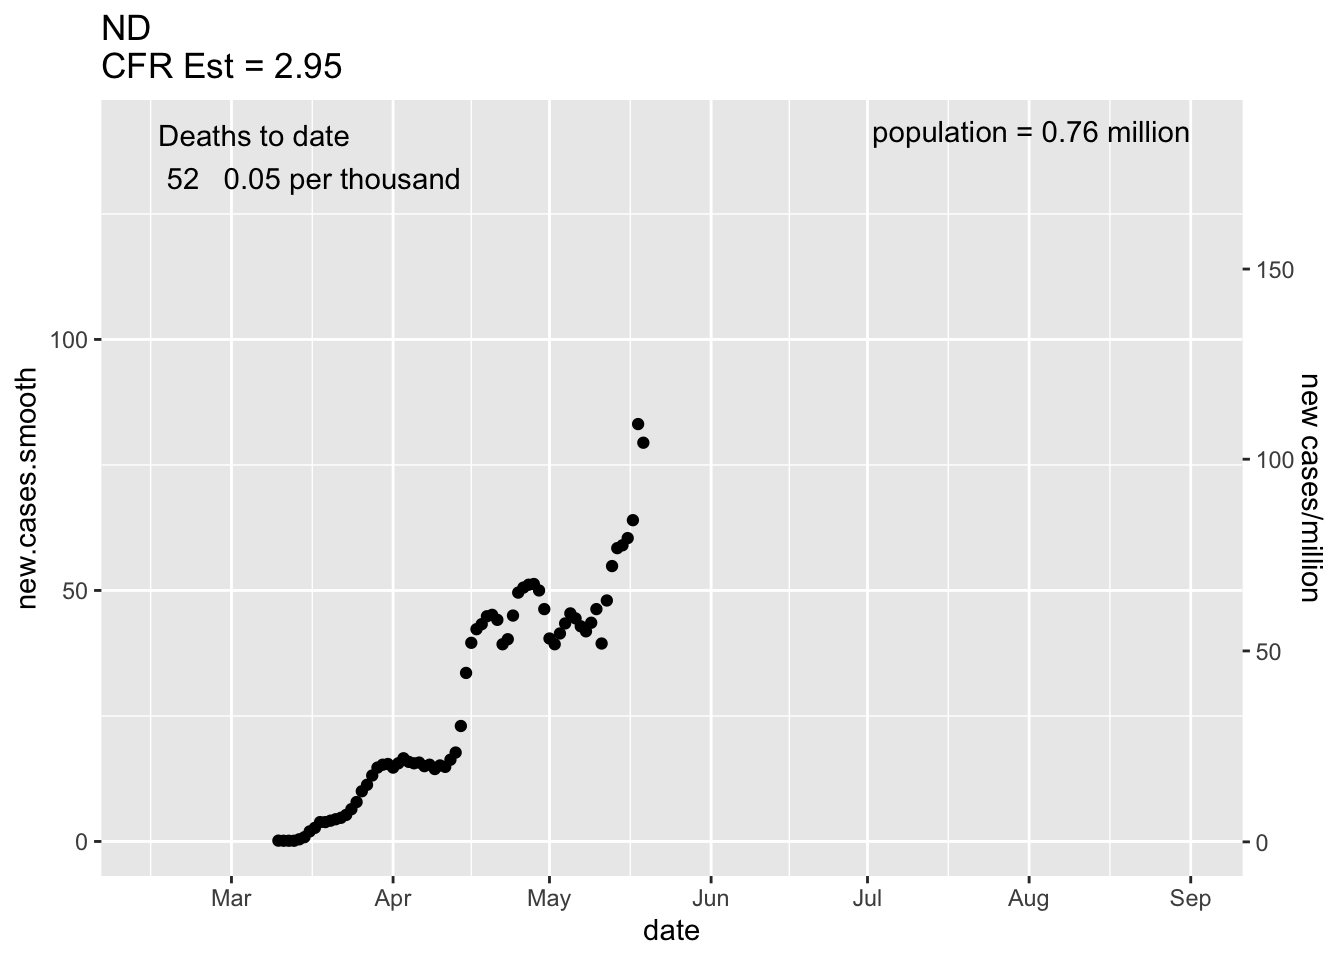 ND
CFR Est = 2.95
Deaths to date
52 0.05 per thousand
population = 0.76 million
new.cases.smooth
100
50
0
150
100
50
0
new cases/million
Mar Apr May Jun Jul Aug Sep
date